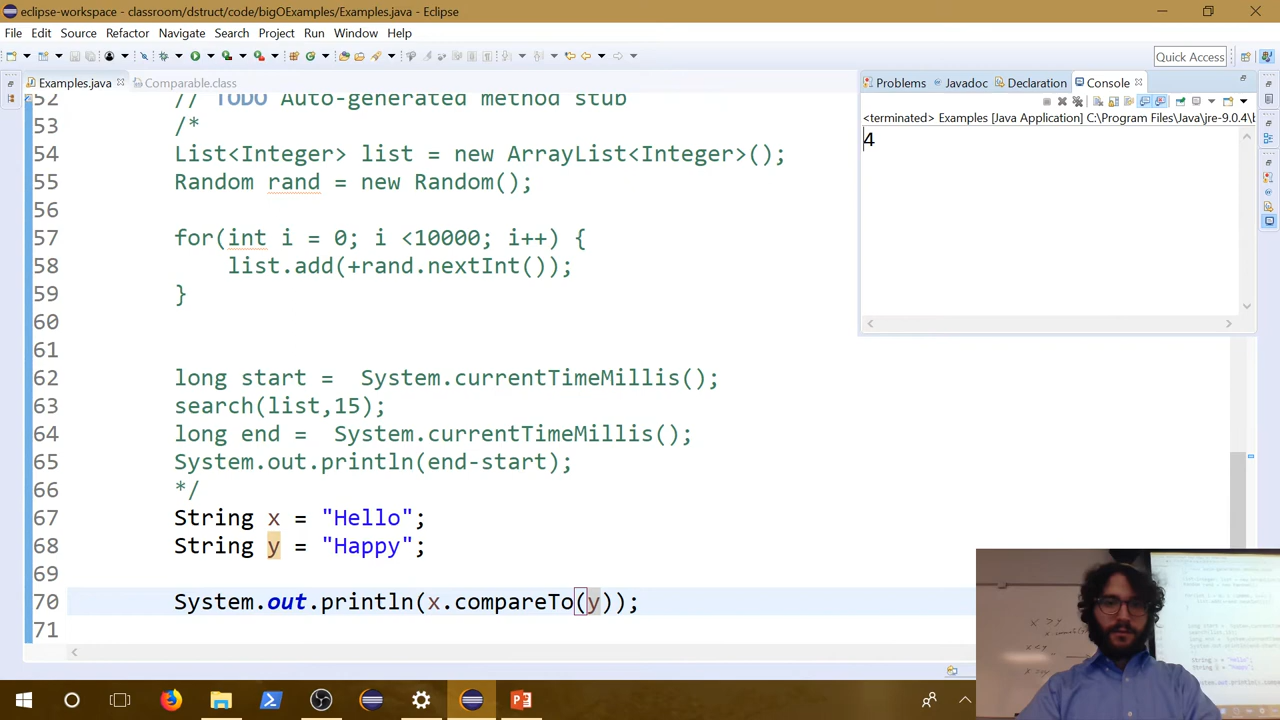 eclipse-workspace - classroom/dstruct/code/bigOExamples/Examples.java - Eclipse
File Edit Source Refactor Navigate Search Project Run Window Help
Quick Access
Examples.java Comparable.class
Problems Javadoc Declaration Console
<terminated> Examples [Java Application] C:\Program Files\Java\jre-9.0.4\b
4
52 // TODO Auto-generated method stub
53 /*
54 List<Integer> list = new ArrayList<Integer>();
55 Random rand = new Random();
56
57 for(int i = 0; i <10000; i++) {
58 list.add(+rand.nextInt());
59 }
60
61
62 long start =  System.currentTimeMillis();
63 search(list,15);
64 long end =  System.currentTimeMillis();
65 System.out.println(end-start);
66 */
67 String x = "Hello";
68 String y = "Happy";
69
70 System.out.println(x.compareTo(y));
71